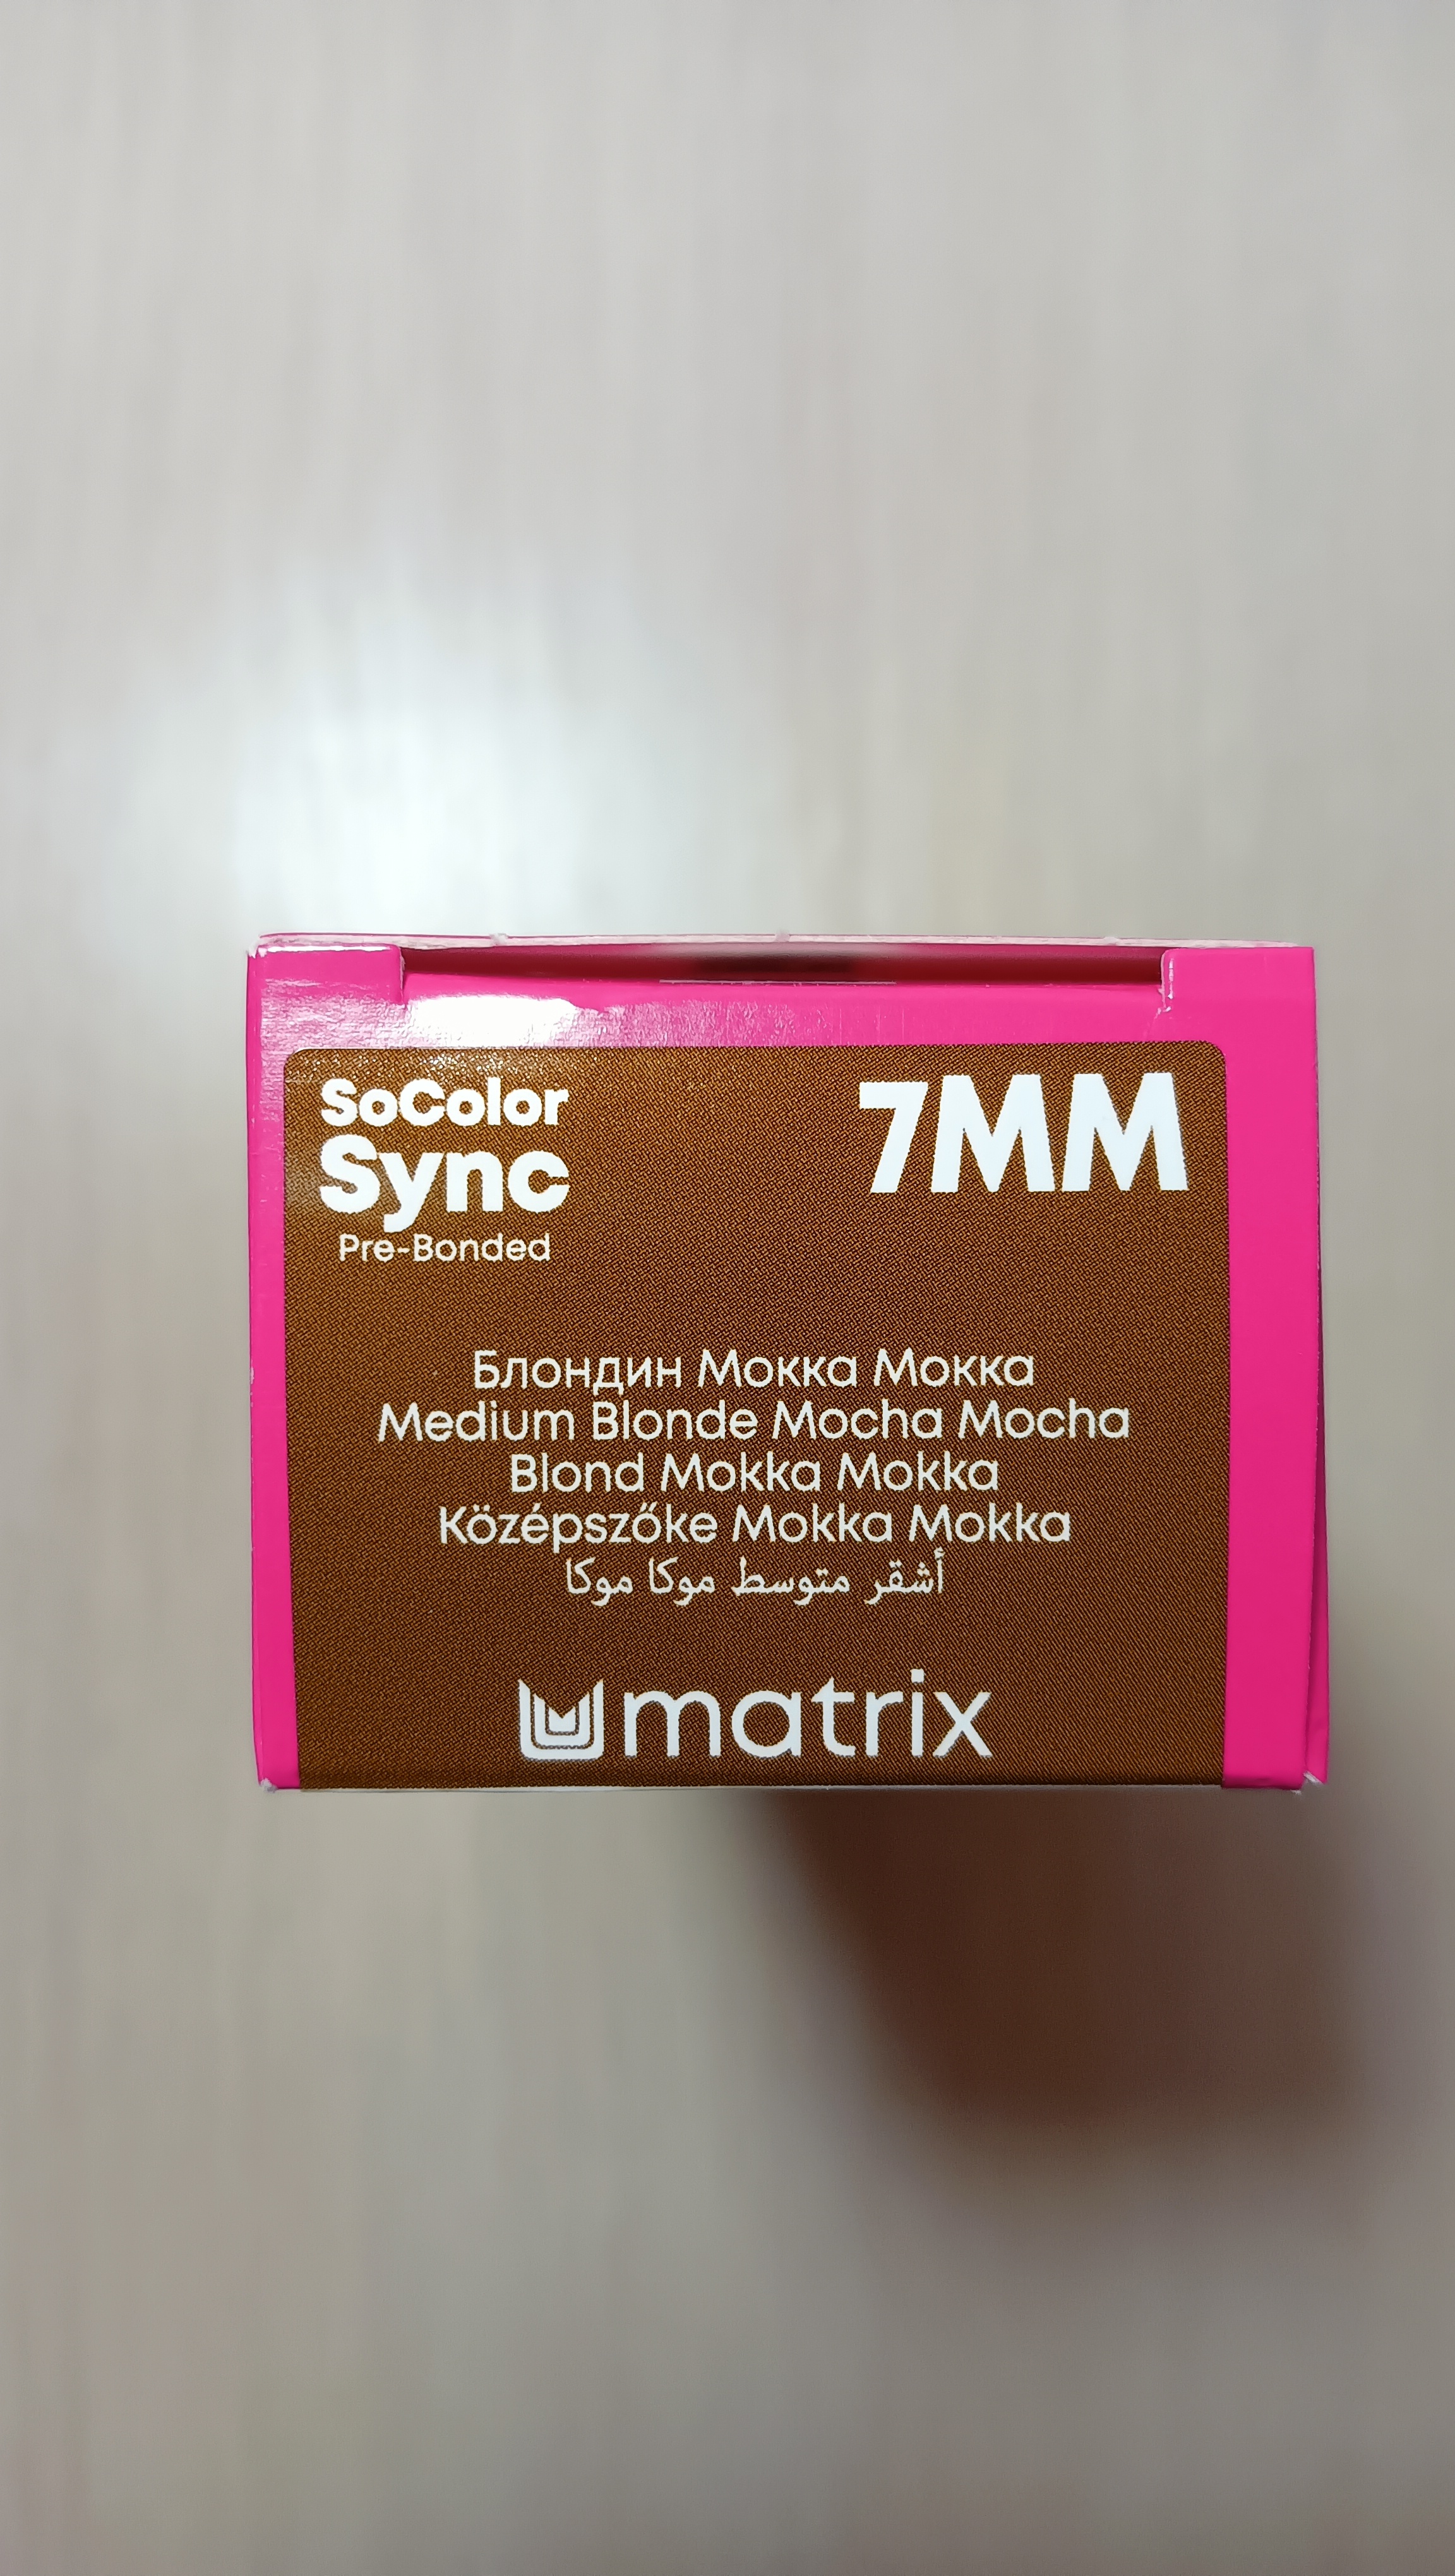 SoColor
Sync
Pre-Bonded
7MM
Блондин Мокка Мокка
Medium Blonde Mocha Mocha
Blond Mokka Mokka
Középszőke Mokka Mokka
أشقر متوسط موكا موكا
matrix